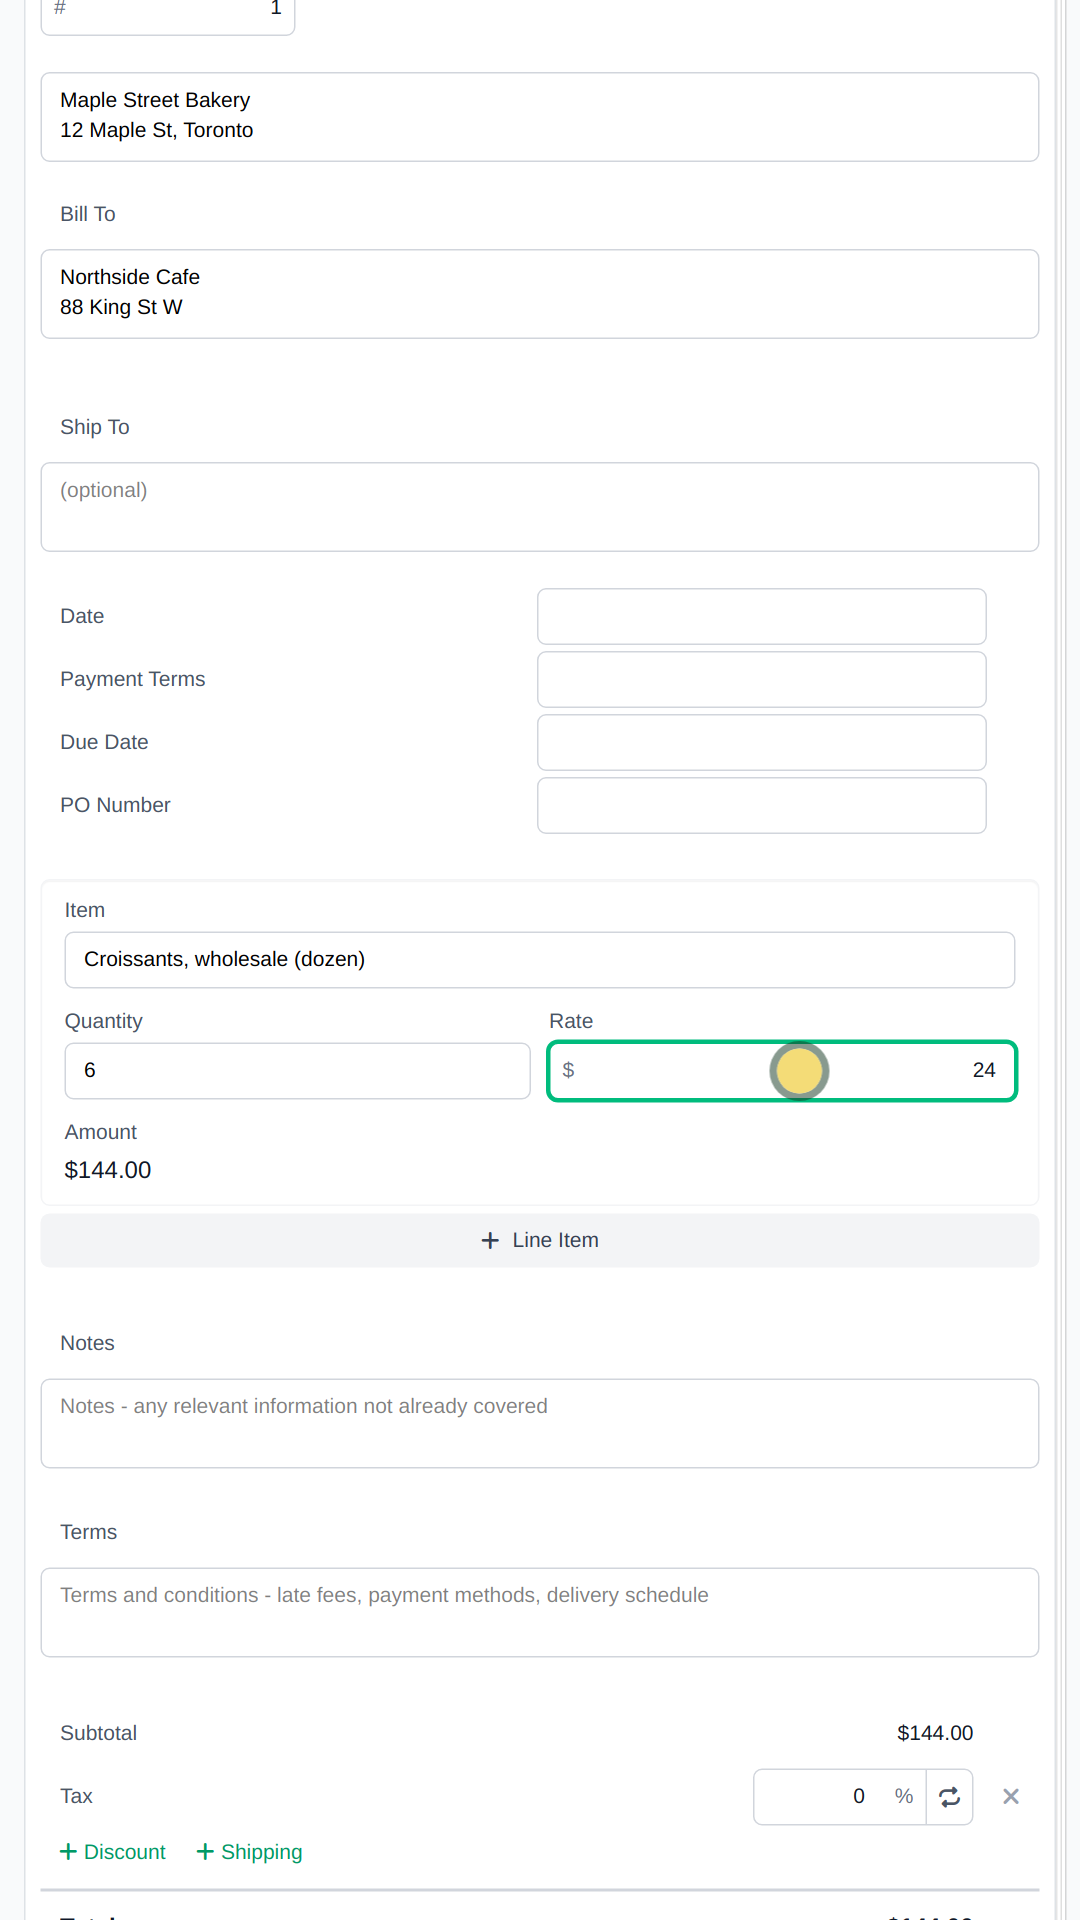 # 1
Maple Street Bakery
12 Maple St, Toronto
Bill To
Northside Cafe
88 King St W
Ship To
(optional)
Date
Payment Terms
Due Date
PO Number
Item
Croissants, wholesale (dozen)
Quantity Rate
6 $ 24
Amount
$144.00
+ Line Item
Notes
Notes - any relevant information not already covered
Terms
Terms and conditions - late fees, payment methods, delivery schedule
Subtotal $144.00
Tax 0 %
+ Discount + Shipping